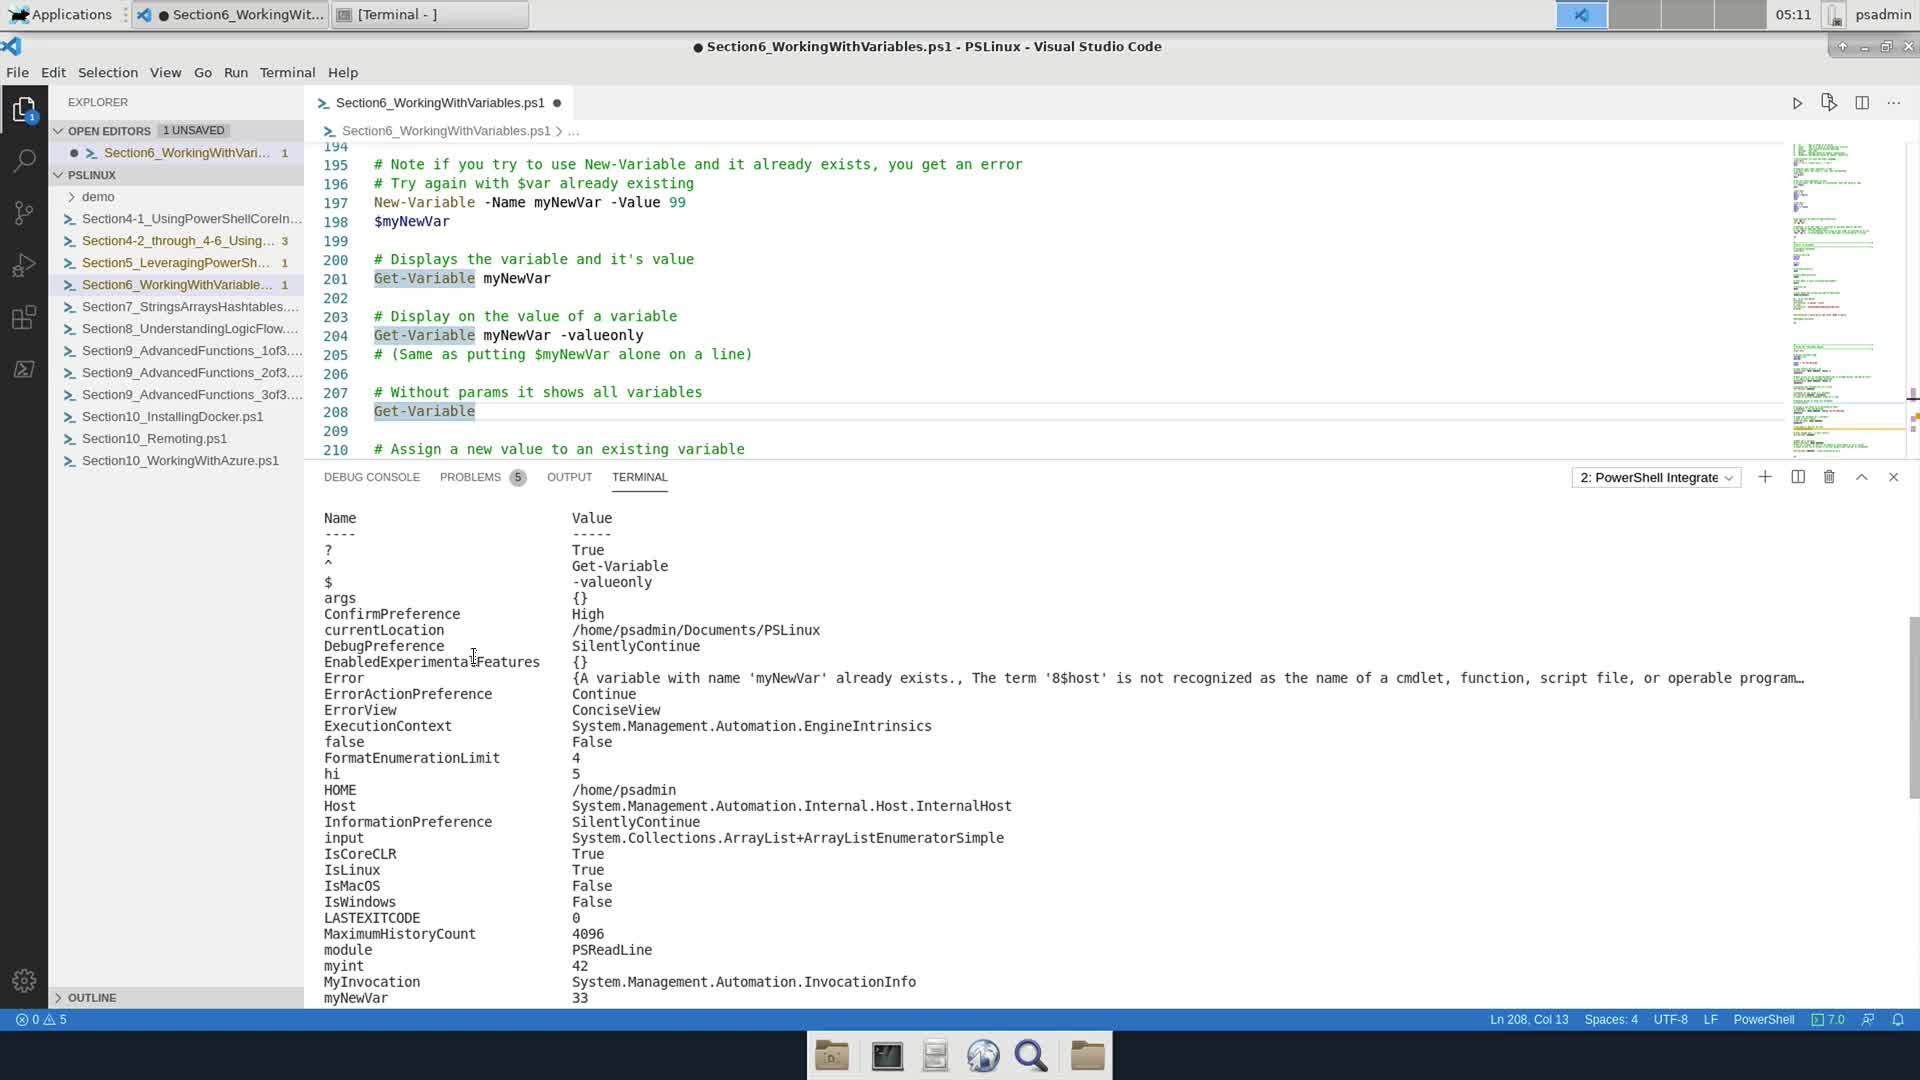 Applications
● Section6_WorkingWit...
[Terminal - ]
05:11
psadmin
● Section6_WorkingWithVariables.ps1 - PSLinux - Visual Studio Code
File Edit Selection View Go Run Terminal Help
EXPLORER
OPEN EDITORS 1 UNSAVED
● Section6_WorkingWithVari... 1
PSLINUX
demo
Section4-1_UsingPowerShellCoreIn...
Section4-2_through_4-6_Using... 3
Section5_LeveragingPowerSh... 1
Section6_WorkingWithVariable... 1
Section7_StringsArraysHashtables....
Section8_UnderstandingLogicFlow....
Section9_AdvancedFunctions_1of3....
Section9_AdvancedFunctions_2of3....
Section9_AdvancedFunctions_3of3....
Section10_InstallingDocker.ps1
Section10_Remoting.ps1
Section10_WorkingWithAzure.ps1
OUTLINE
Section6_WorkingWithVariables.ps1 ●
Section6_WorkingWithVariables.ps1 > ...
194
195 # Note if you try to use New-Variable and it already exists, you get an error
196 # Try again with $var already existing
197 New-Variable -Name myNewVar -Value 99
198 $myNewVar
199
200 # Displays the variable and it's value
201 Get-Variable myNewVar
202
203 # Display on the value of a variable
204 Get-Variable myNewVar -valueonly
205 # (Same as putting $myNewVar alone on a line)
206
207 # Without params it shows all variables
208 Get-Variable
209
210 # Assign a new value to an existing variable
DEBUG CONSOLE PROBLEMS 5 OUTPUT TERMINAL
2: PowerShell Integrate
Name Value
---- -----
? True
^ Get-Variable
$ -valueonly
args {}
ConfirmPreference High
currentLocation /home/psadmin/Documents/PSLinux
DebugPreference SilentlyContinue
EnabledExperimentalFeatures {}
Error {A variable with name 'myNewVar' already exists., The term '8$host' is not recognized as the name of a cmdlet, function, script file, or operable program…
ErrorActionPreference Continue
ErrorView ConciseView
ExecutionContext System.Management.Automation.EngineIntrinsics
false False
FormatEnumerationLimit 4
hi 5
HOME /home/psadmin
Host System.Management.Automation.Internal.Host.InternalHost
InformationPreference SilentlyContinue
input System.Collections.ArrayList+ArrayListEnumeratorSimple
IsCoreCLR True
IsLinux True
IsMacOS False
IsWindows False
LASTEXITCODE 0
MaximumHistoryCount 4096
module PSReadLine
myint 42
MyInvocation System.Management.Automation.InvocationInfo
myNewVar 33
0 5
Ln 208, Col 13 Spaces: 4 UTF-8 LF PowerShell 7.0